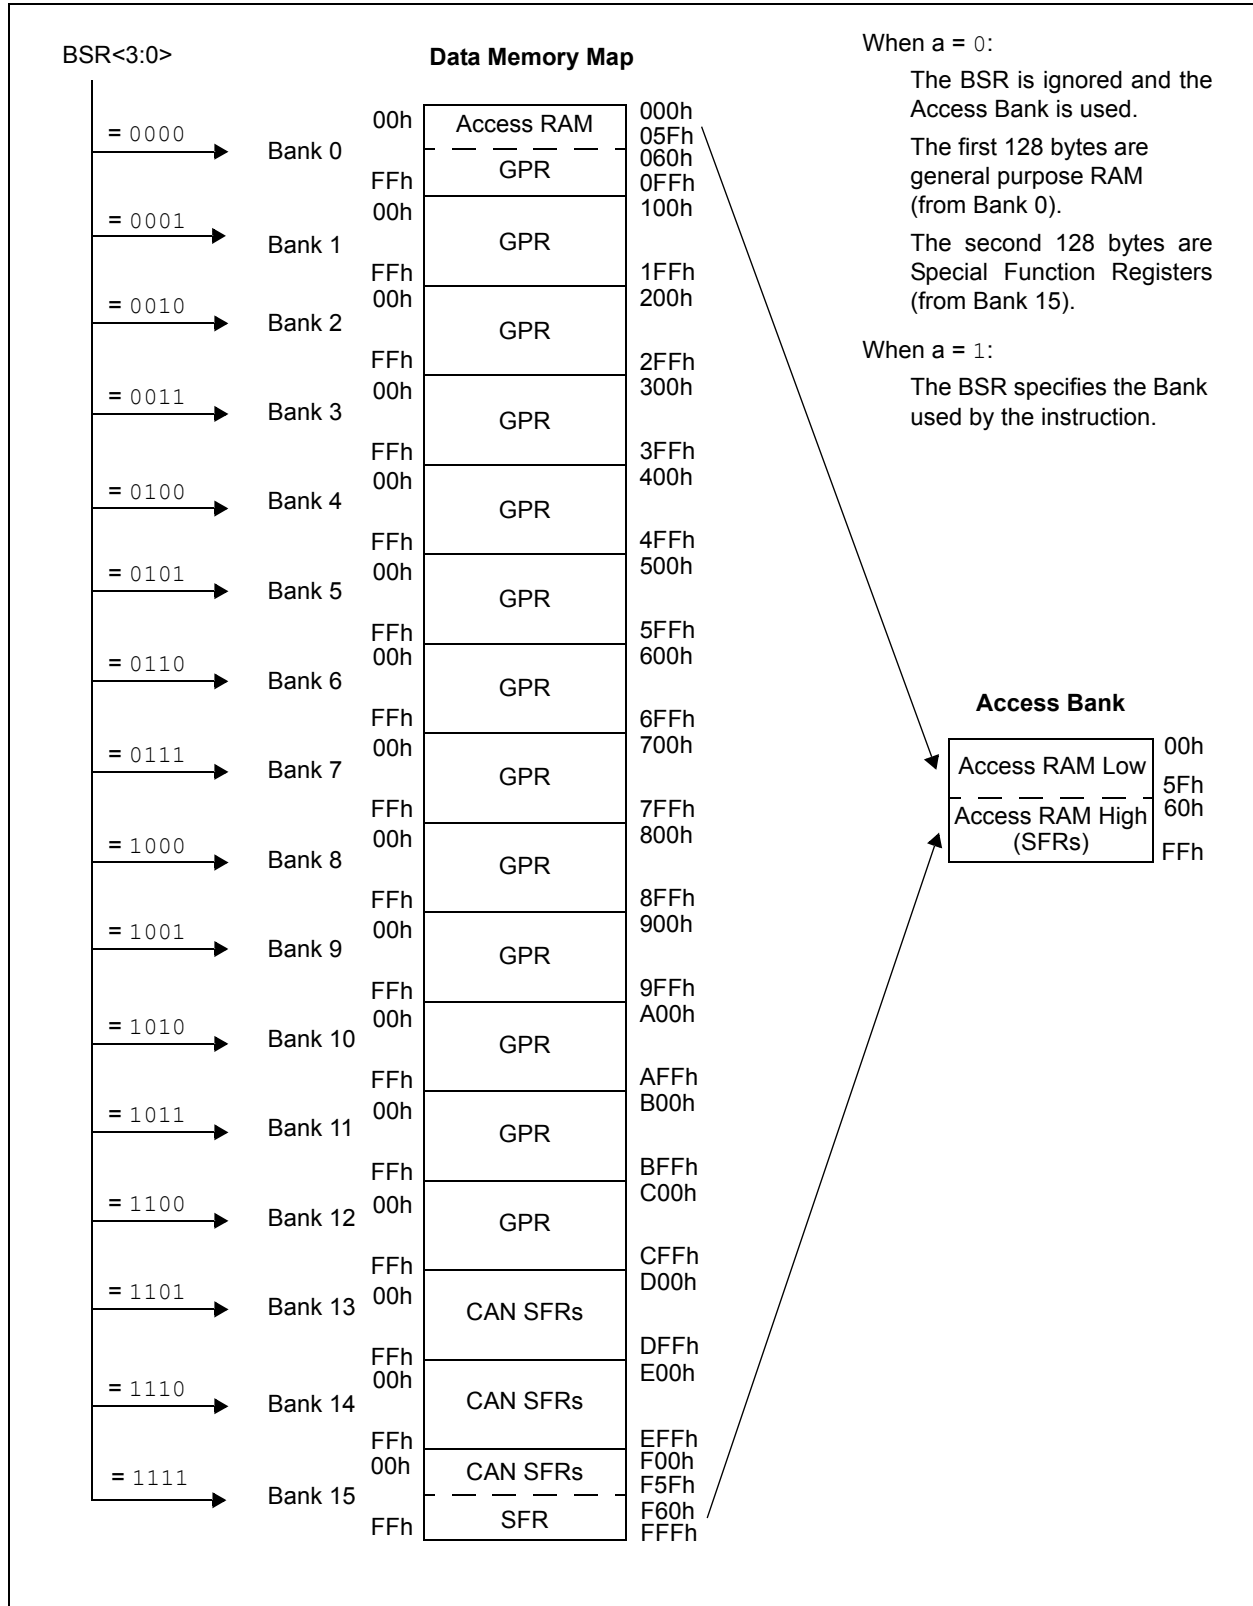 BSR<3:0>
Data Memory Map
= 0000
Bank 0
00h
FFh
Access RAM
GPR
000h
05Fh
060h
0FFh
= 0001
Bank 1
00h
FFh
GPR
100h
1FFh
= 0010
Bank 2
00h
FFh
GPR
200h
2FFh
= 0011
Bank 3
00h
FFh
GPR
300h
3FFh
= 0100
Bank 4
00h
FFh
GPR
400h
4FFh
= 0101
Bank 5
00h
FFh
GPR
500h
5FFh
= 0110
Bank 6
00h
FFh
GPR
600h
6FFh
= 0111
Bank 7
00h
FFh
GPR
700h
7FFh
= 1000
Bank 8
00h
FFh
GPR
800h
8FFh
= 1001
Bank 9
00h
FFh
GPR
900h
9FFh
= 1010
Bank 10
00h
FFh
GPR
A00h
AFFh
= 1011
Bank 11
00h
FFh
GPR
B00h
BFFh
= 1100
Bank 12
00h
FFh
GPR
C00h
CFFh
= 1101
Bank 13
00h
FFh
CAN SFRs
D00h
DFFh
= 1110
Bank 14
00h
FFh
CAN SFRs
E00h
EFFh
= 1111
Bank 15
00h
FFh
CAN SFRs
SFR
F00h
F5Fh
F60h
FFFh
When a = 0:
The BSR is ignored and the
Access Bank is used.
The first 128 bytes are
general purpose RAM
(from Bank 0).
The second 128 bytes are
Special Function Registers
(from Bank 15).
When a = 1:
The BSR specifies the Bank
used by the instruction.
Access Bank
Access RAM Low
Access RAM High
(SFRs)
00h
5Fh
60h
FFh